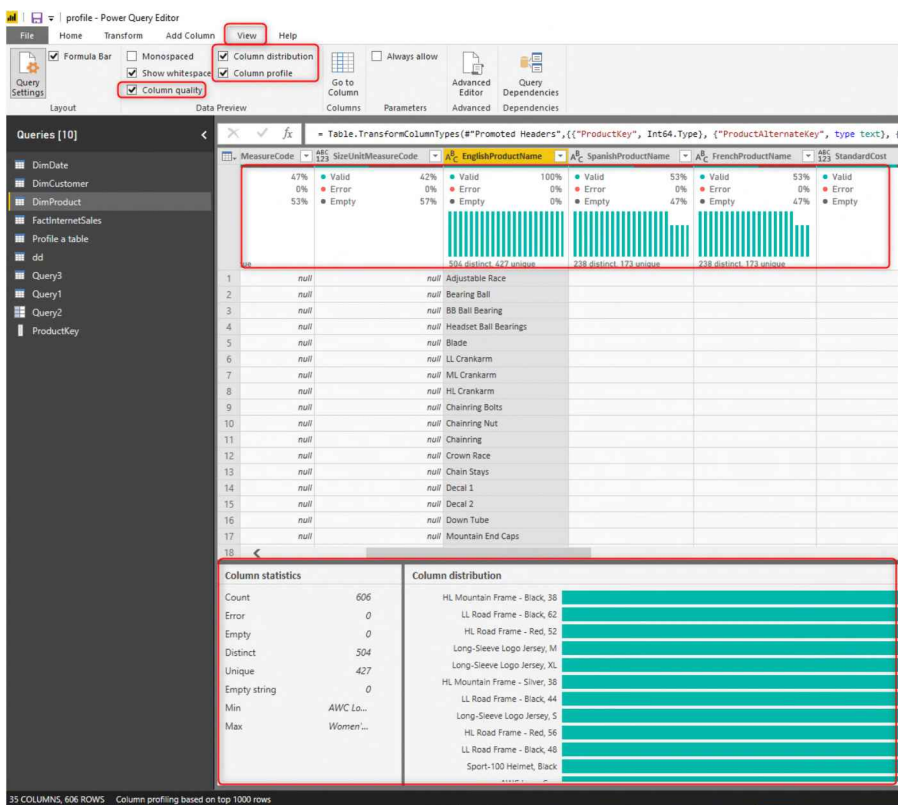 profile - Power Query Editor
File Home Transform Add Column View Help
Formula Bar Monospaced Column distribution Always allow
Show whitespace Column profile
Column quality
Query Settings
Go to Column
Advanced Editor
Query Dependencies
Layout Data Preview Columns Parameters Advanced Dependencies
Queries [10]
fx = Table.TransformColumnTypes(#"Promoted Headers",{{"ProductKey", Int64.Type}, {"ProductAlternateKey", type text}, {
DimDate
DimCustomer
DimProduct
FactInternetSales
Profile a table
dd
Query3
Query1
Query2
ProductKey
MeasureCode ABC 123 SizeUnitMeasureCode ABC EnglishProductName ABC SpanishProductName ABC FrenchProductName ABC 123 StandardCost
47% Valid 42% Valid 100% Valid 53% Valid 53% Valid
0% Error 0% Error 0% Error 0% Error 0% Error
53% Empty 57% Empty 0% Empty 47% Empty 47% Empty
504 distinct, 427 unique 238 distinct, 173 unique 238 distinct, 173 unique
1 null null Adjustable Race
2 null null Bearing Ball
3 null null BB Ball Bearing
4 null null Headset Ball Bearings
5 null null Blade
6 null null LL Crankarm
7 null null ML Crankarm
8 null null HL Crankarm
9 null null Chainring Bolts
10 null null Chainring Nut
11 null null Chainring
12 null null Crown Race
13 null null Chain Stays
14 null null Decal 1
15 null null Decal 2
16 null null Down Tube
17 null null Mountain End Caps
18
Column statistics
Count 606
Error 0
Empty 0
Distinct 504
Unique 427
Empty string 0
Min AWC Lo...
Max Women'...
Column distribution
HL Mountain Frame - Black, 38
LL Road Frame - Black, 62
HL Road Frame - Red, 52
Long-Sleeve Logo Jersey, M
Long-Sleeve Logo Jersey, XL
HL Mountain Frame - Silver, 38
LL Road Frame - Black, 44
Long-Sleeve Logo Jersey, S
HL Road Frame - Red, 56
LL Road Frame - Black, 48
Sport-100 Helmet, Black
35 COLUMNS, 606 ROWS Column profiling based on top 1000 rows